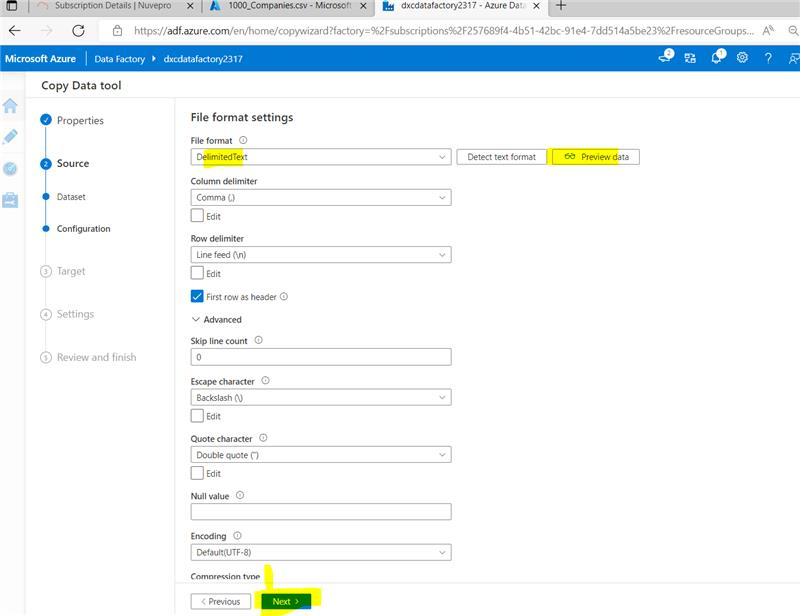 Subscription Details | Nuvepro
1000_Companies.csv - Microsoft
dxcdatafactory2317 - Azure Data
https://adf.azure.com/en/home/copywizard?factory=%2Fsubscriptions%2F257689f4-4b51-42bc-91e4-7dd514a5be23%2FresourceGroups...
Microsoft Azure
Data Factory
dxcdatafactory2317
2
1
Copy Data tool
Properties
2 Source
Dataset
Configuration
3 Target
4 Settings
5 Review and finish
File format settings
File format
DelimitedText
Detect text format
Preview data
Column delimiter
Comma (,)
Edit
Row delimiter
Line feed (\n)
Edit
First row as header
Advanced
Skip line count
0
Escape character
Backslash (\)
Edit
Quote character
Double quote (")
Edit
Null value
Encoding
Default(UTF-8)
Compression type
< Previous
Next >